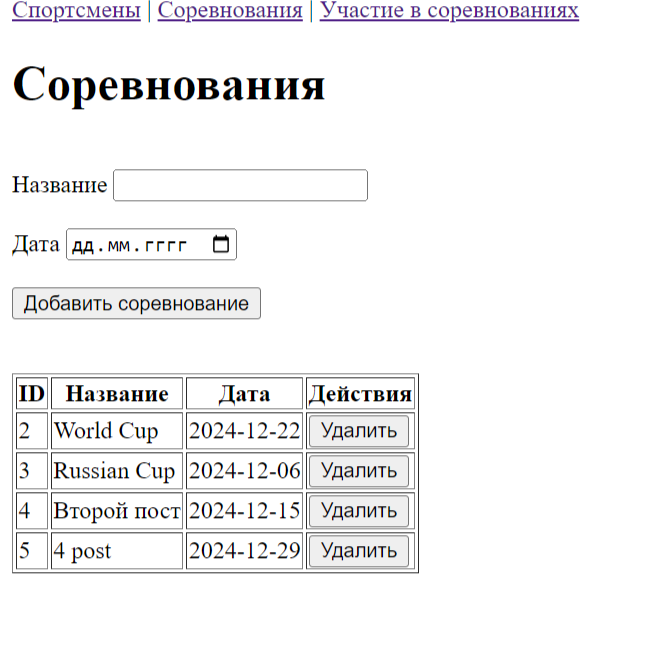 Спортсмены | Соревнования | Участие в соревнованиях
Соревнования
Название
Дата дд.мм.гггг
Добавить соревнование
ID Название Дата Действия
2 World Cup 2024-12-22 Удалить
3 Russian Cup 2024-12-06 Удалить
4 Второй пост 2024-12-15 Удалить
5 4 post 2024-12-29 Удалить